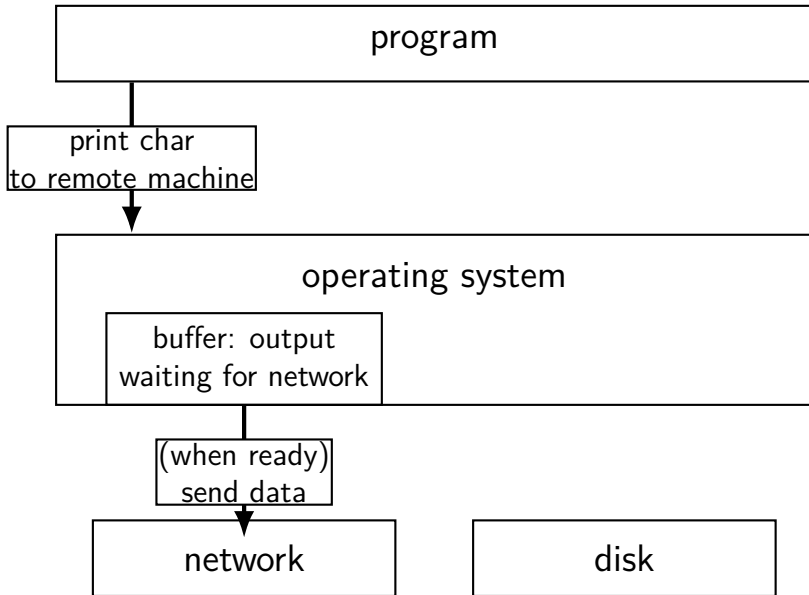 program
print char
to remote machine
operating system
buffer: output
waiting for network
(when ready)
send data
network
disk